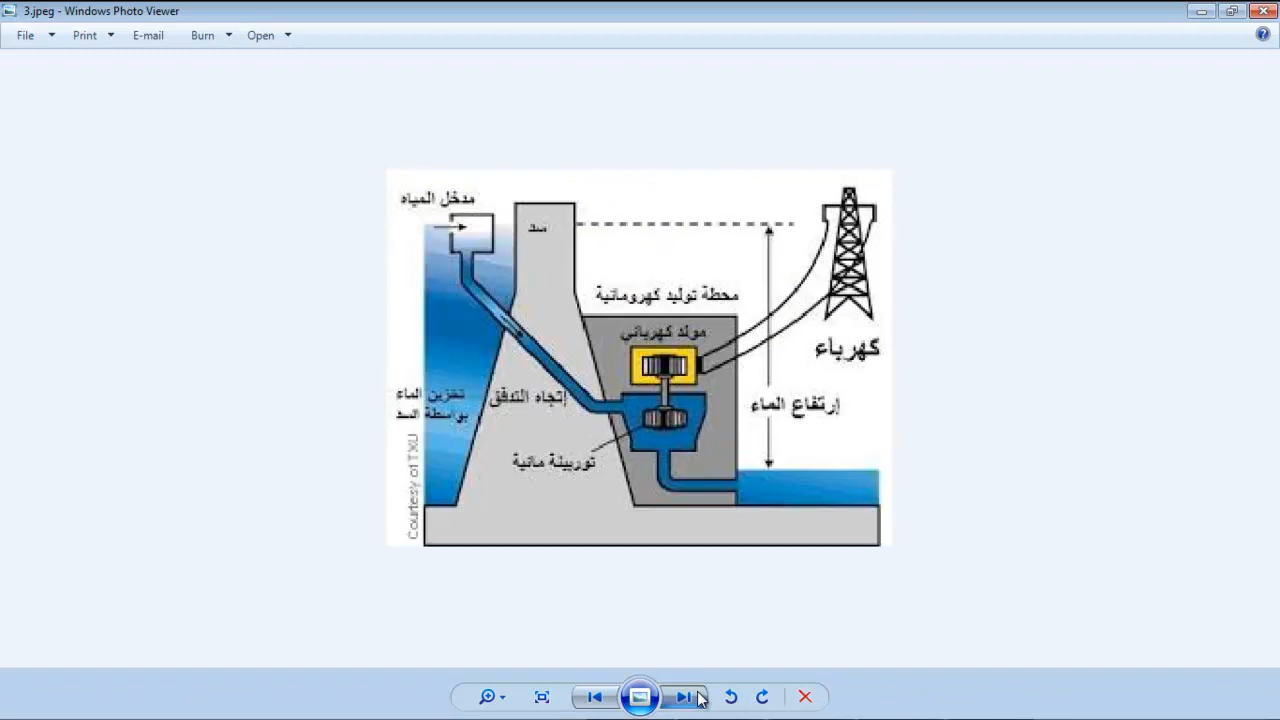 3.jpeg - Windows Photo Viewer
File Print E-mail Burn Open
مدخل المياه
سد
محطة توليد كهرومائية
مولد كهربائي
كهرباء
تخزين الماء
بواسطة السد
إتجاه التدفق
إرتفاع الماء
توربينة مائية
Courtesy of TXU